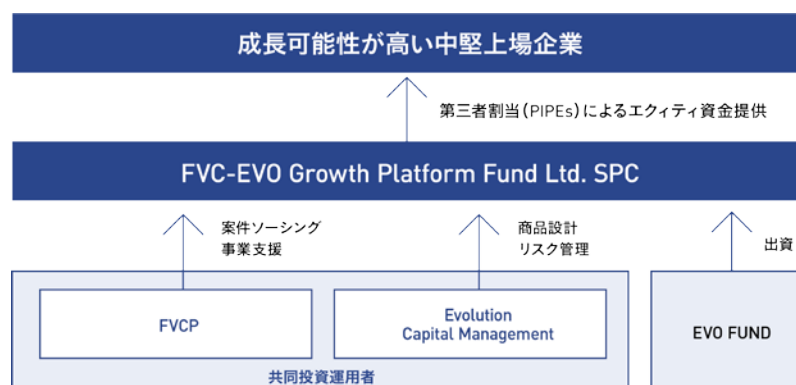 成長可能性が高い中堅上場企業
第三者割当(PIPEs)によるエクィティ資金提供
FVC-EVO Growth Platform Fund Ltd. SPC
案件ソーシング
事業支援
商品設計
リスク管理
出資
FVCP
Evolution
Capital Management
EVO FUND
共同投資運用者